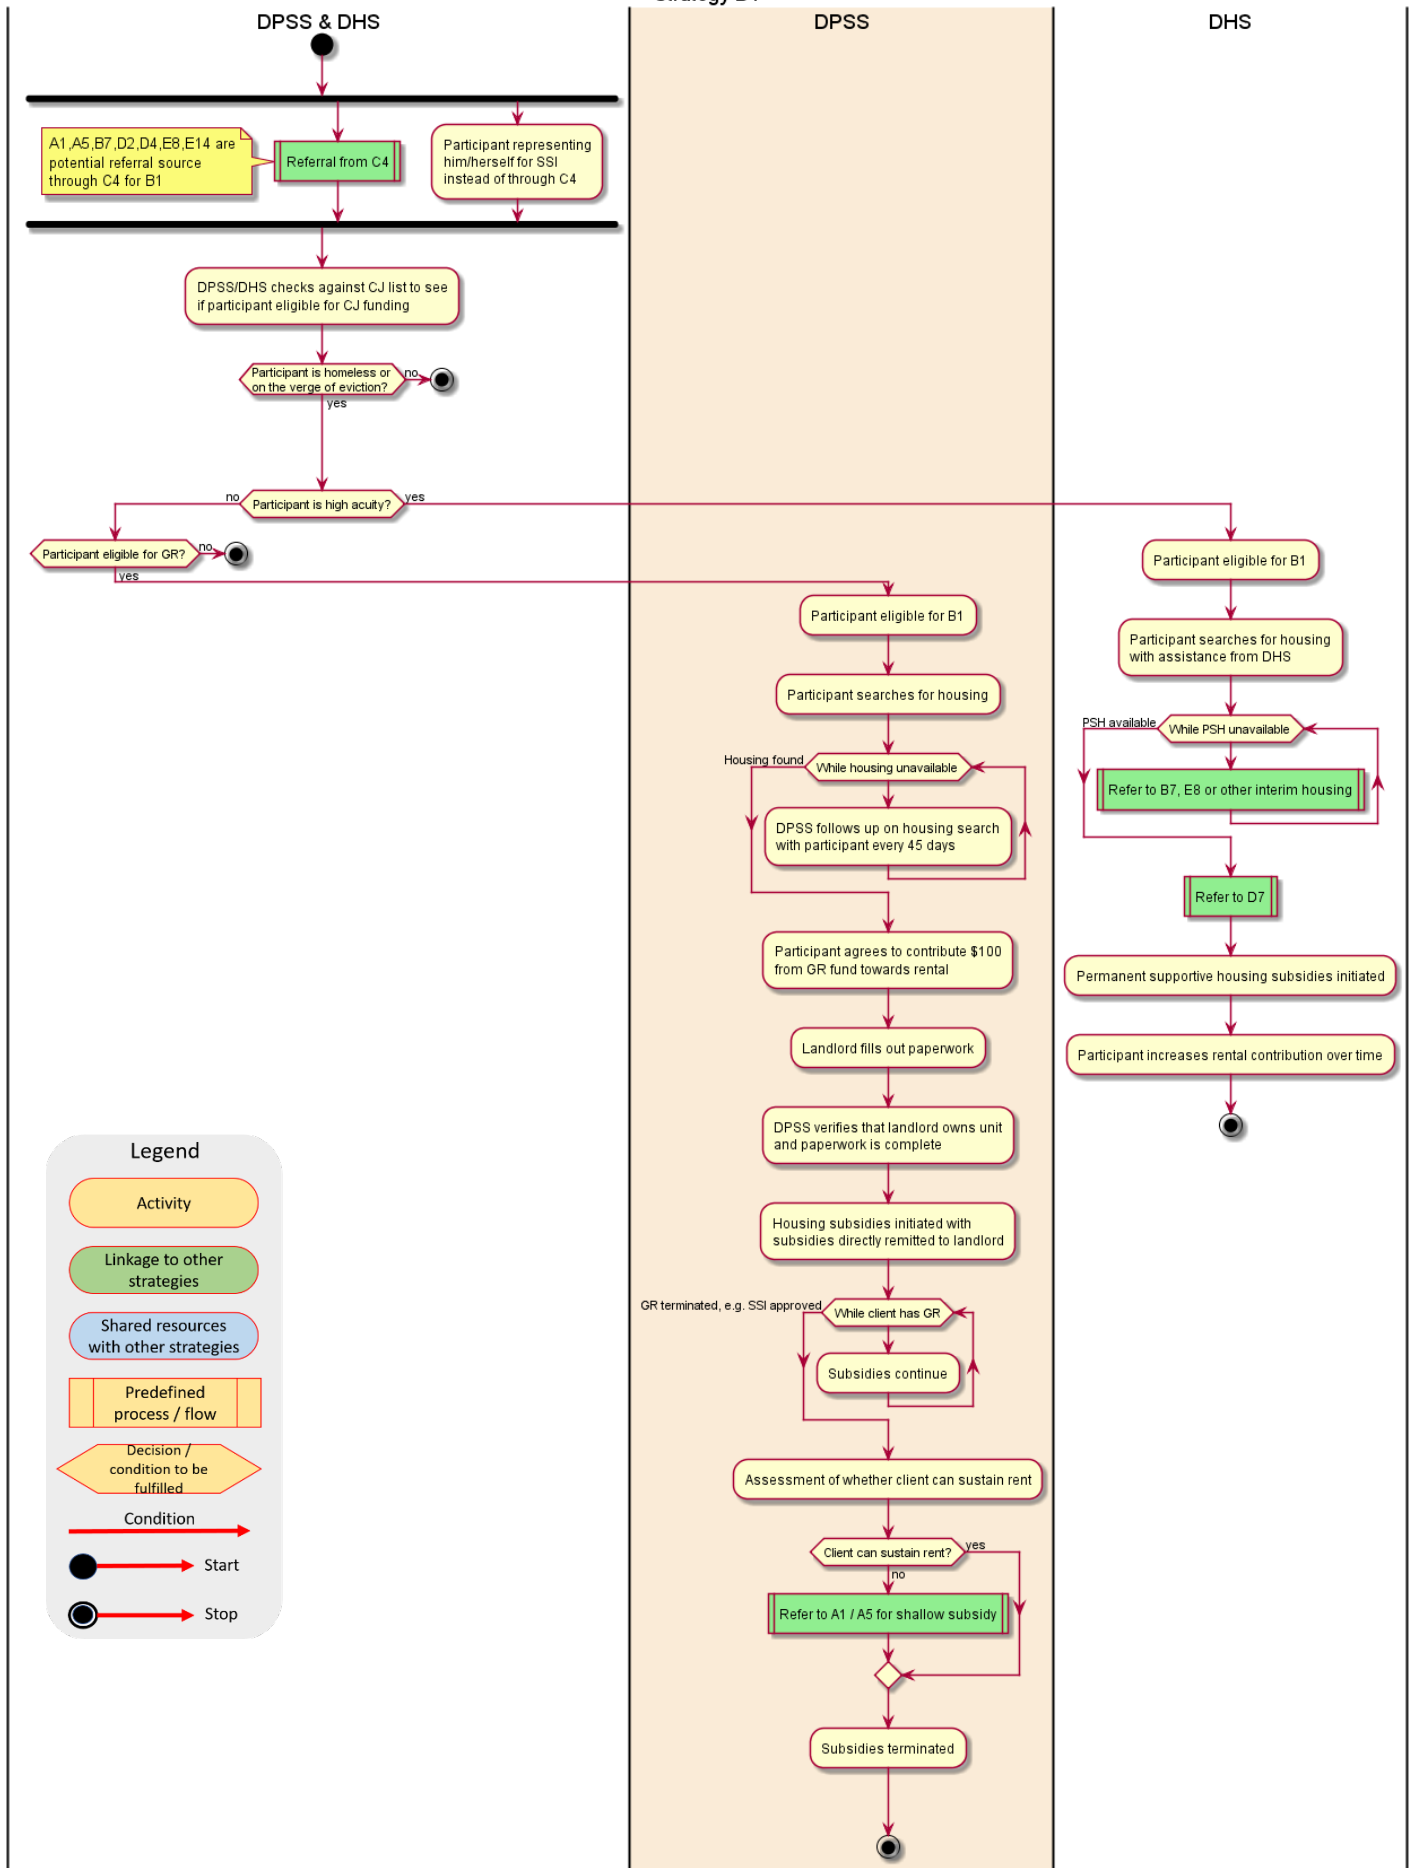 DPSS & DHS
DPSS
DHS
A1,A5,B7,D2,D4,E8,E14 are
potential referral source
through C4 for B1
Referral from C4
Participant representing
him/herself for SSI
instead of through C4
DPSS/DHS checks against CJ list to see
if participant eligible for CJ funding
Participant is homeless or
on the verge of eviction?
no
yes
no
Participant is high acuity?
yes
Participant eligible for GR?
no
yes
Participant eligible for B1
Participant searches for housing
Housing found
While housing unavailable
DPSS follows up on housing search
with participant every 45 days
Participant agrees to contribute $100
from GR fund towards rental
Landlord fills out paperwork
DPSS verifies that landlord owns unit
and paperwork is complete
Housing subsidies initiated with
subsidies directly remitted to landlord
GR terminated, e.g. SSI approved
While client has GR
Subsidies continue
Assessment of whether client can sustain rent
Client can sustain rent?
yes
no
Refer to A1 / A5 for shallow subsidy
Subsidies terminated
Participant eligible for B1
Participant searches for housing
with assistance from DHS
PSH available
While PSH unavailable
Refer to B7, E8 or other interim housing
Refer to D7
Permanent supportive housing subsidies initiated
Participant increases rental contribution over time
Legend
Activity
Linkage to other
strategies
Shared resources
with other strategies
Predefined
process / flow
Decision /
condition to be
fulfilled
Condition
Start
Stop